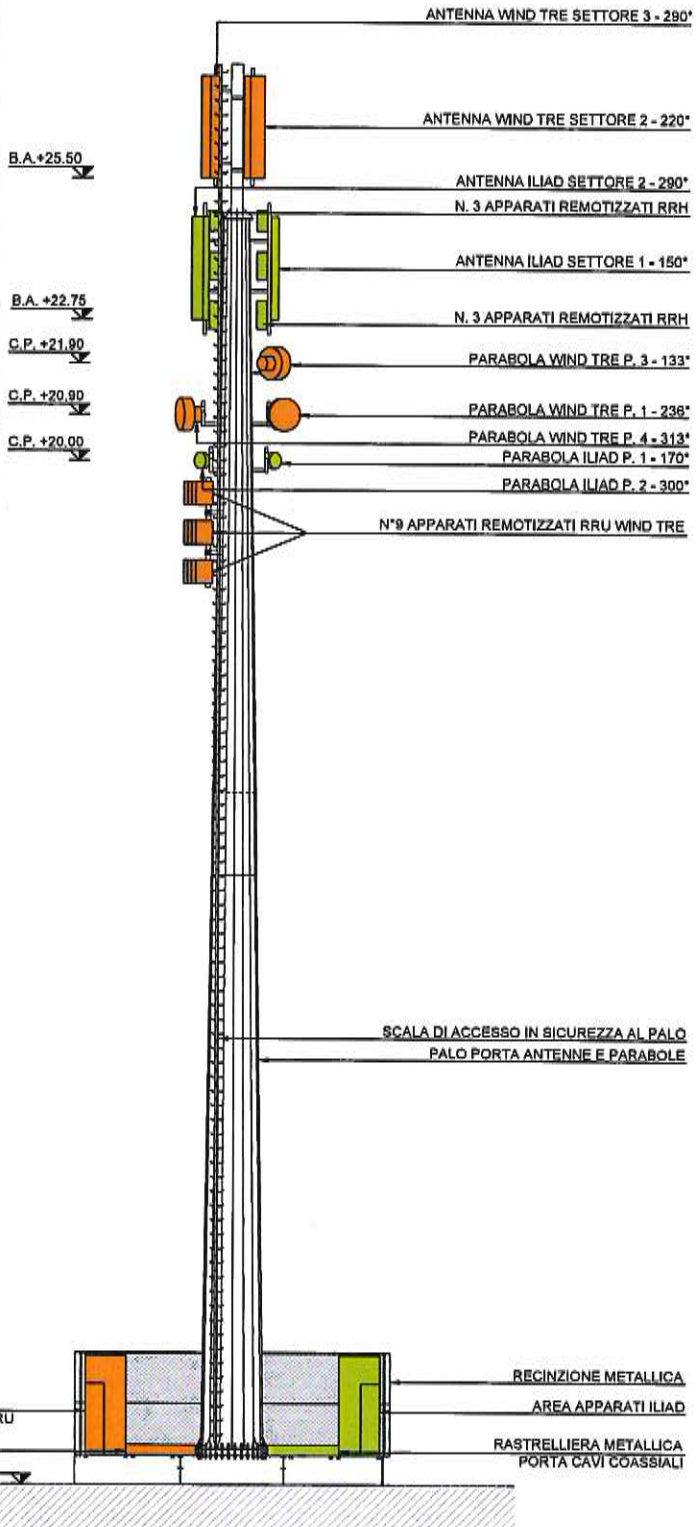 ANTENNA WIND TRE SETTORE 3 - 290°
ANTENNA WIND TRE SETTORE 2 - 220°
B.A.+25.50
ANTENNA ILIAD SETTORE 2 - 290°
N. 3 APPARATI REMOTIZZATI RRH
ANTENNA ILIAD SETTORE 1 - 150°
B.A. +22.75
N. 3 APPARATI REMOTIZZATI RRH
C.P. +21.90
PARABOLA WIND TRE P. 3 - 133°
C.P. +20.90
PARABOLA WIND TRE P. 1 - 236°
PARABOLA WIND TRE P. 4 - 313°
C.P. +20.00
PARABOLA ILIAD P. 1 - 170°
PARABOLA ILIAD P. 2 - 300°
N°9 APPARATI REMOTIZZATI RRU WIND TRE
SCALA DI ACCESSO IN SICUREZZA AL PALO
PALO PORTA ANTENNE E PARABOLE
RECINZIONE METALLICA
AREA APPARATI ILIAD
RU
RASTRELLIERA METALLICA
PORTA CAVI COASSIALI